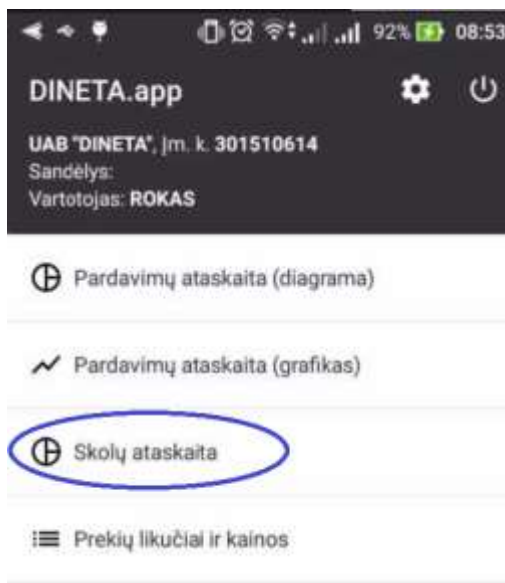 92% 08:53
DINETA.app
UAB "DINETA", Įm. k. 301510614
Sandėlys:
Vartotojas: ROKAS
Pardavimų ataskaita (diagrama)
Pardavimų ataskaita (grafikas)
Skolų ataskaita
Prekių likučiai ir kainos